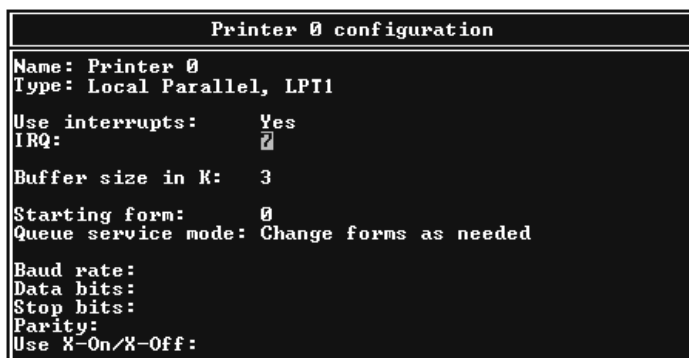 Printer 0 configuration
Name: Printer 0
Type: Local Parallel, LPT1
Use interrupts: Yes
IRQ: 7
Buffer size in K: 3
Starting form: 0
Queue service mode: Change forms as needed
Baud rate:
Data bits:
Stop bits:
Parity:
Use X-On/X-Off: